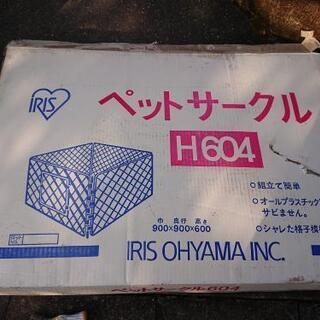 IRIS
ペットサークル
H604
○組立て簡単
○オールプラスチック
サビません。
○シャレた格子模様
巾 奥行 高さ
900×900×600
IRIS OHYAMA INC.
ペットサークル604